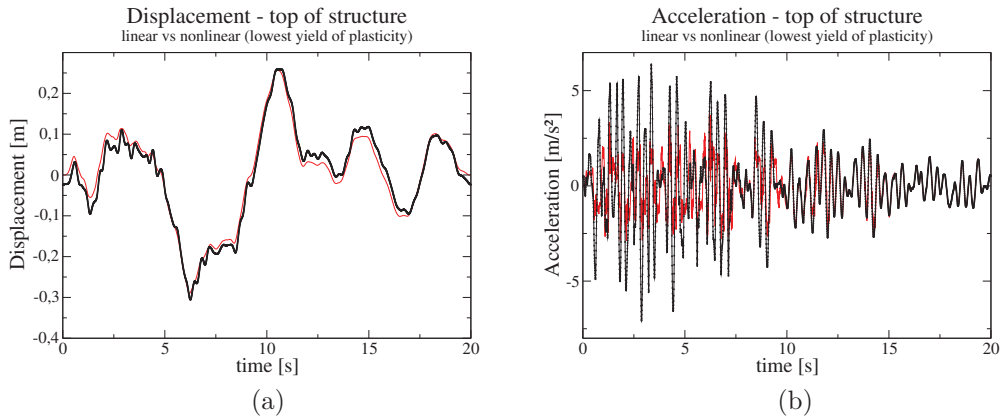 Displacement - top of structure
linear vs nonlinear (lowest yield of plasticity)
Displacement [m]
0,2
0,1
0
-0,1
-0,2
-0,3
-0,4
0 5 10 15 20
time [s]
(a)
Acceleration - top of structure
linear vs nonlinear (lowest yield of plasticity)
Acceleration [m/s²]
5
0
-5
0 5 10 15 20
time [s]
(b)